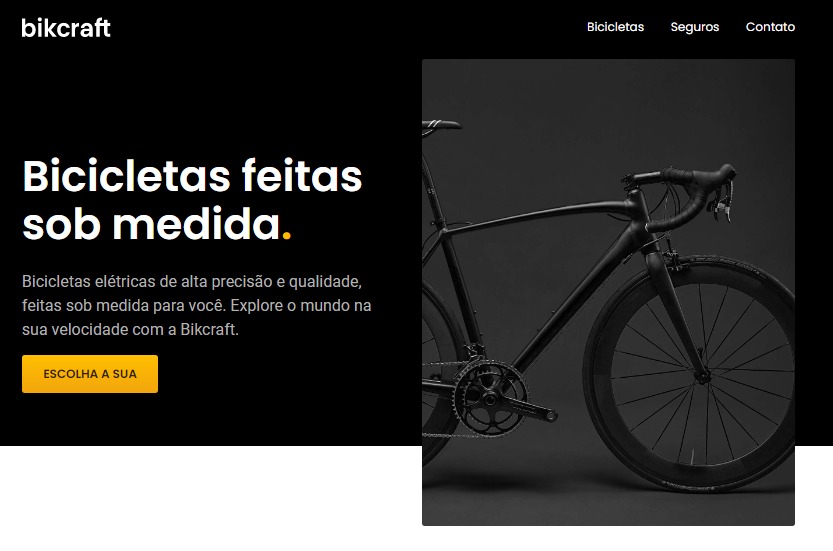 bikcraft
Bicicletas Seguros Contato
Bicicletas feitas
sob medida.
Bicicletas elétricas de alta precisão e qualidade,
feitas sob medida para você. Explore o mundo na
sua velocidade com a Bikcraft.
ESCOLHA A SUA